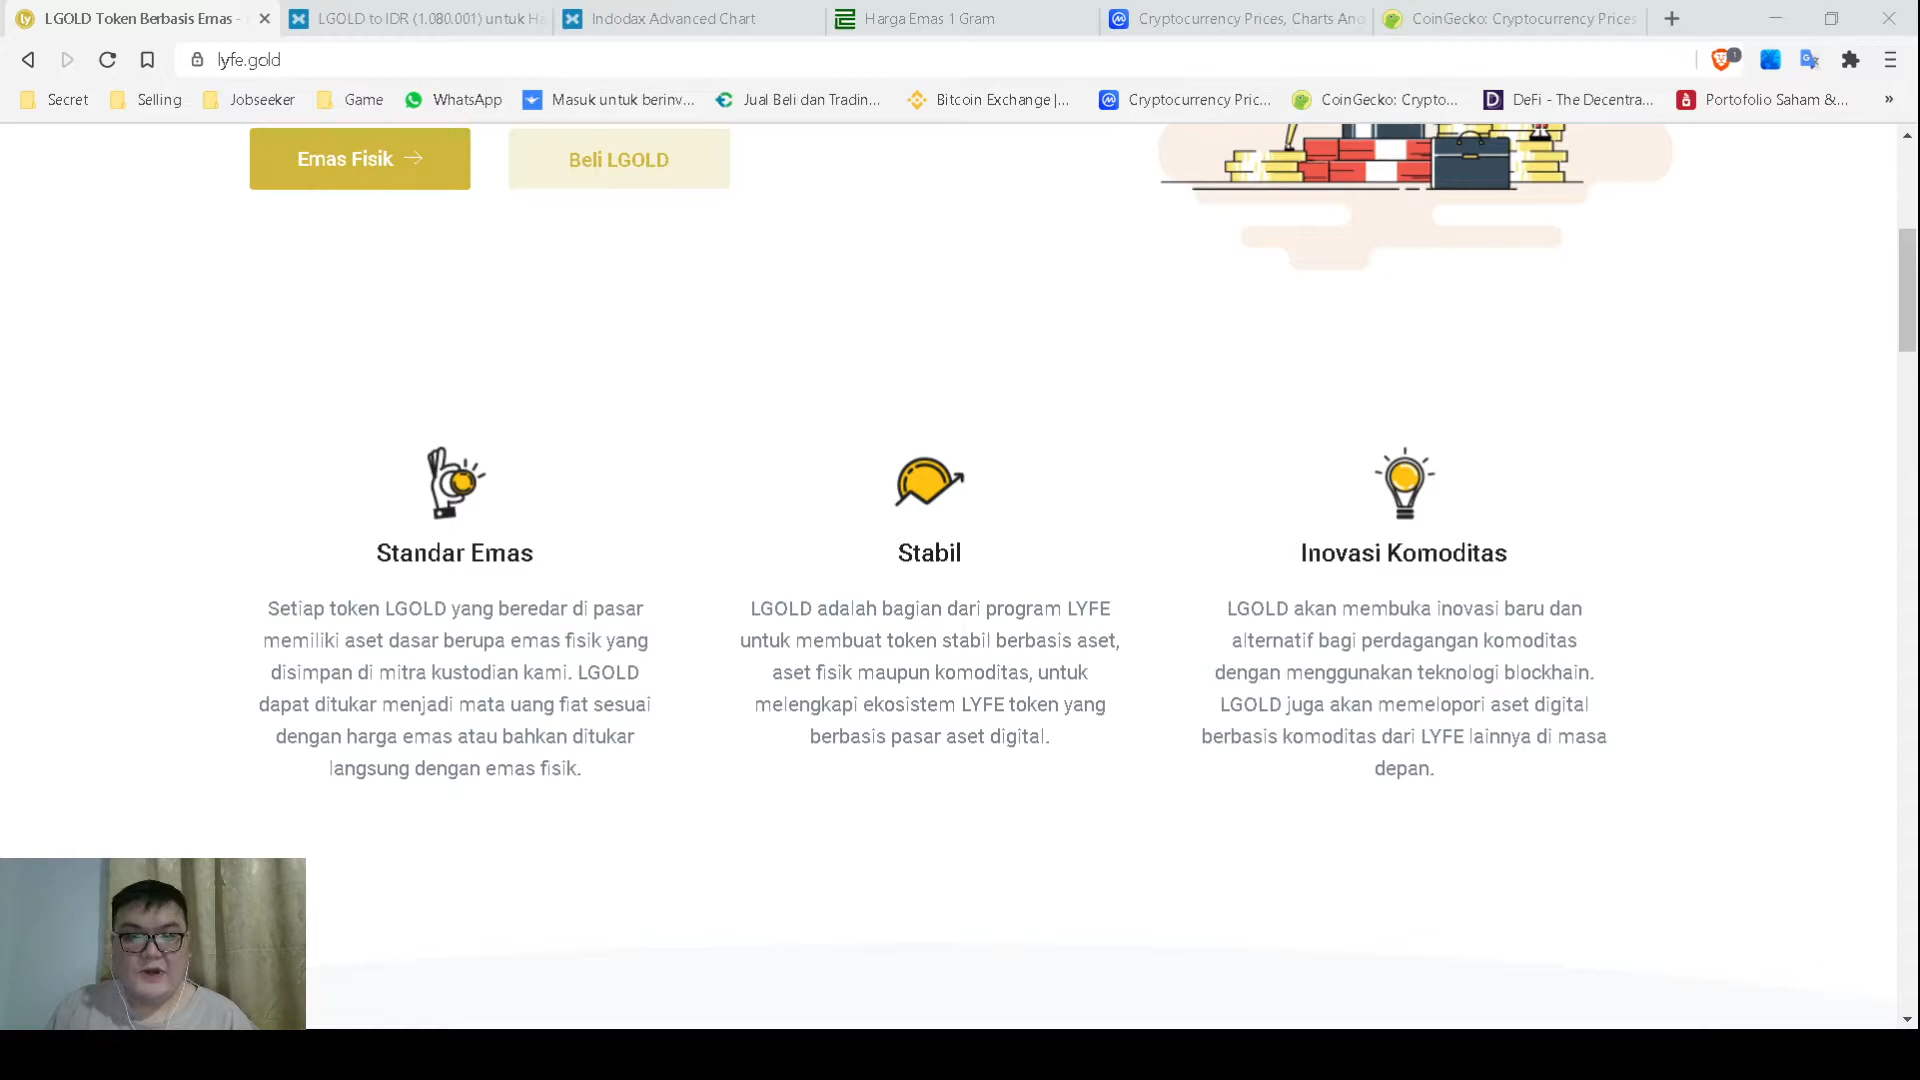 LGOLD Token Berbasis Emas -
LGOLD to IDR (1.080.001) untuk Ha
Indodax Advanced Chart
Harga Emas 1 Gram
Cryptocurrency Prices, Charts And
CoinGecko: Cryptocurrency Prices
lyfe.gold
1
Secret
Selling
Jobseeker
Game
WhatsApp
Masuk untuk berinv...
Jual Beli dan Tradin...
Bitcoin Exchange |...
Cryptocurrency Pric...
CoinGecko: Crypto...
DeFi - The Decentra...
Portofolio Saham &...
»
Emas Fisik →
Beli LGOLD
Standar Emas
Setiap token LGOLD yang beredar di pasar
memiliki aset dasar berupa emas fisik yang
disimpan di mitra kustodian kami. LGOLD
dapat ditukar menjadi mata uang fiat sesuai
dengan harga emas atau bahkan ditukar
langsung dengan emas fisik.
Stabil
LGOLD adalah bagian dari program LYFE
untuk membuat token stabil berbasis aset,
aset fisik maupun komoditas, untuk
melengkapi ekosistem LYFE token yang
berbasis pasar aset digital.
Inovasi Komoditas
LGOLD akan membuka inovasi baru dan
alternatif bagi perdagangan komoditas
dengan menggunakan teknologi blockhain.
LGOLD juga akan memelopori aset digital
berbasis komoditas dari LYFE lainnya di masa
depan.